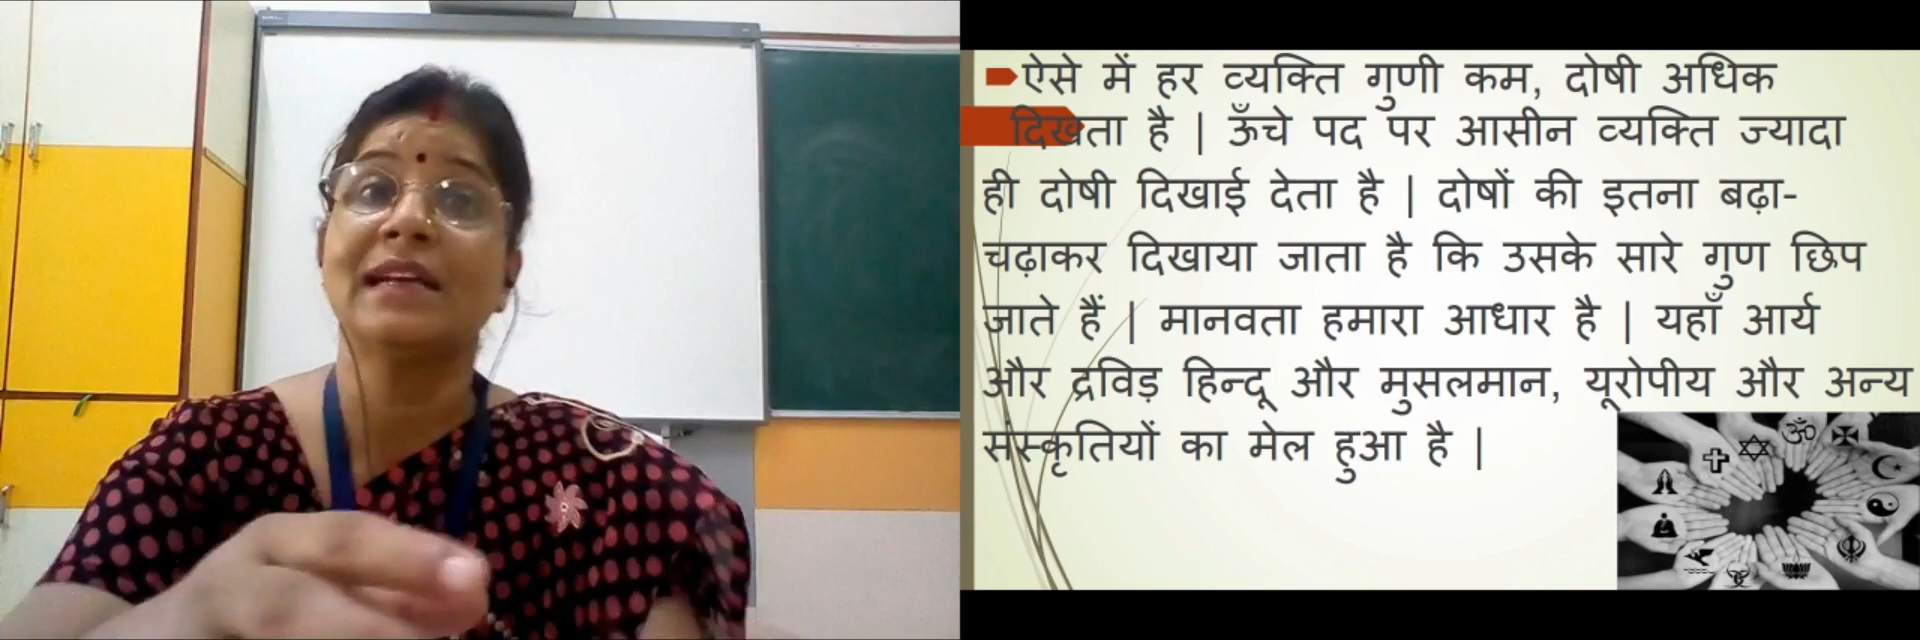 ऐसे में हर व्यक्ति गुणी कम, दोषी अधिक
दिखता है | ऊँचे पद पर आसीन व्यक्ति ज्यादा
ही दोषी दिखाई देता है | दोषों की इतना बढ़ा-
चढ़ाकर दिखाया जाता है कि उसके सारे गुण छिप
जाते हैं | मानवता हमारा आधार है | यहाँ आर्य
और द्रविड़ हिन्दू और मुसलमान, यूरोपीय और अन्य
संस्कृतियों का मेल हुआ है |